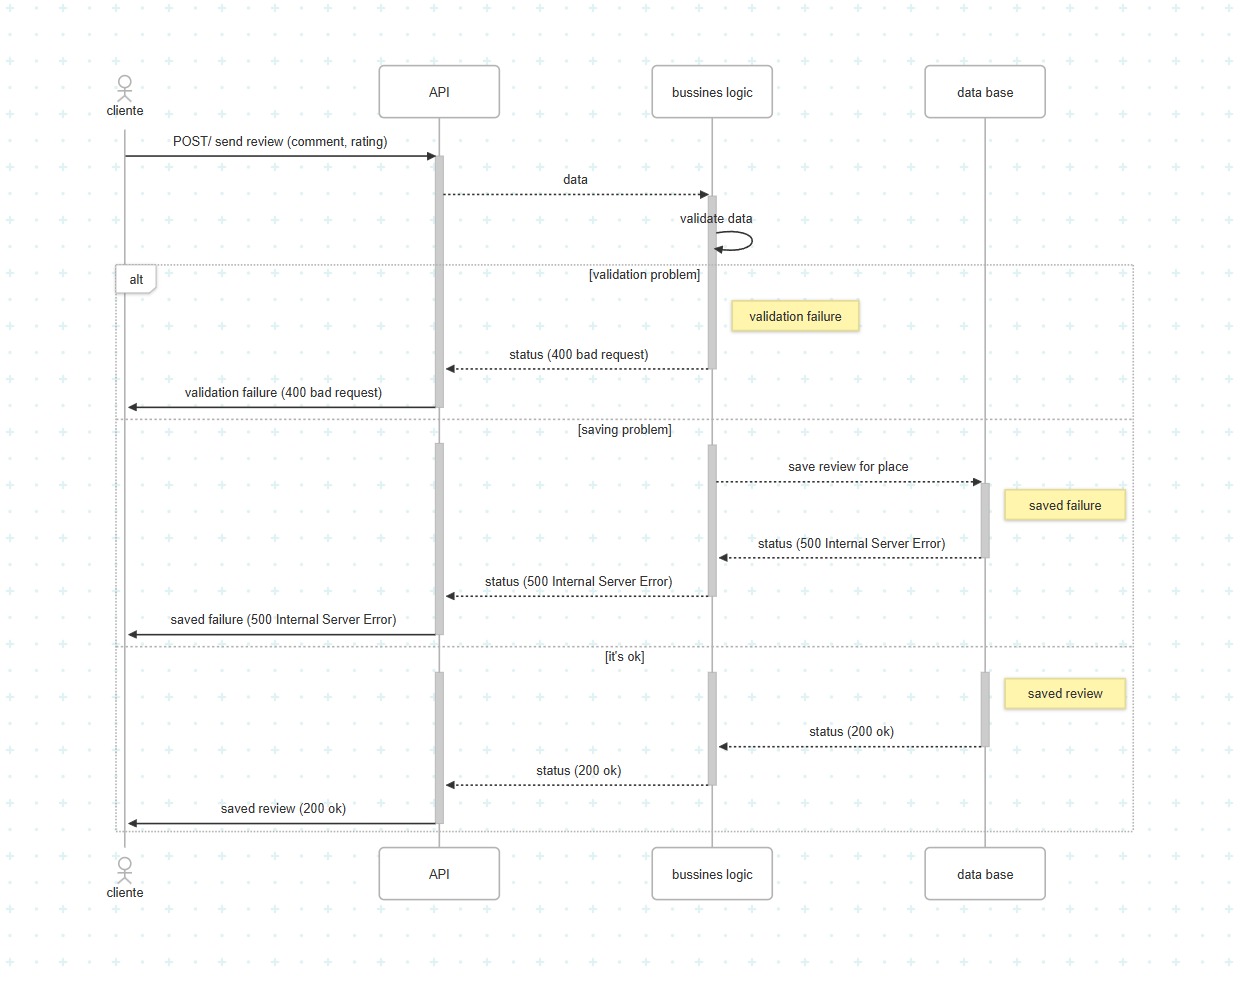 cliente
API
bussines logic
data base
POST/ send review (comment, rating)
data
validate data
alt
[validation problem]
validation failure
status (400 bad request)
validation failure (400 bad request)
[saving problem]
save review for place
saved failure
status (500 Internal Server Error)
status (500 Internal Server Error)
saved failure (500 Internal Server Error)
[it's ok]
saved review
status (200 ok)
status (200 ok)
saved review (200 ok)
cliente
API
bussines logic
data base